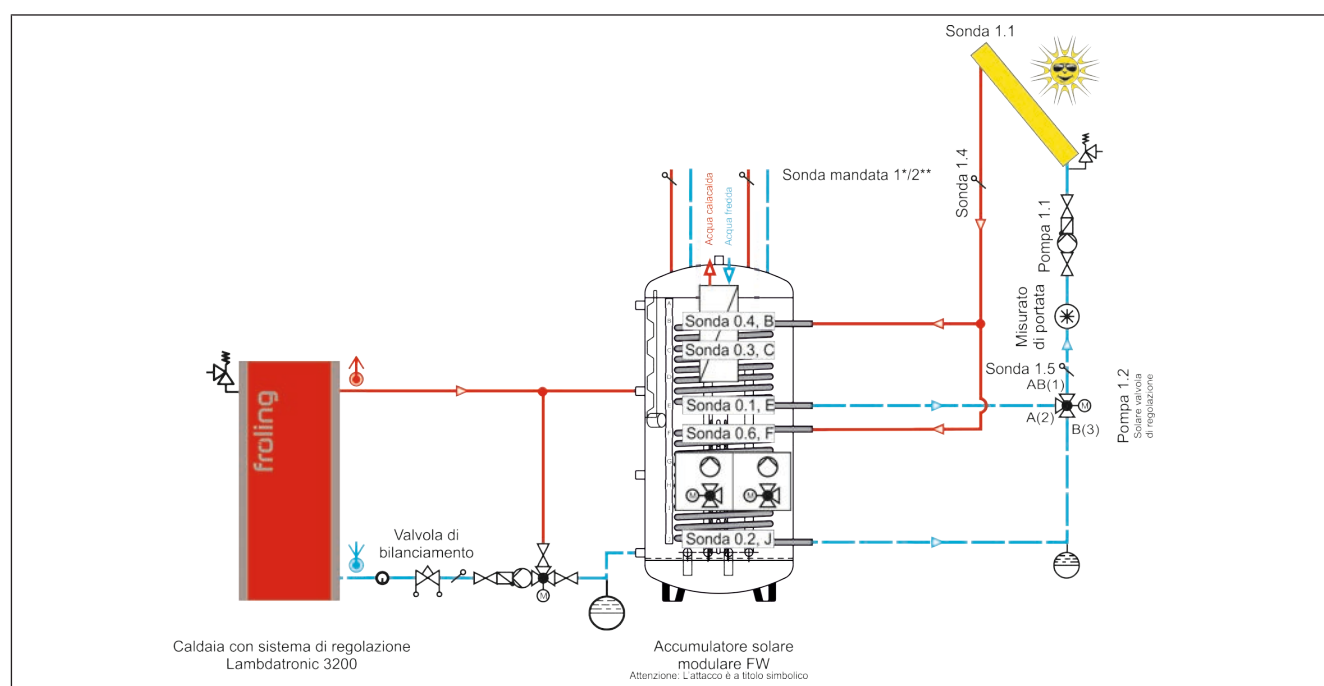 Sonda 1.1
Sonda mandata 1*/2**
Sonda 1.4
Acqua calacalda
Acqua fredda
Pompa 1.1
Misurato
di portata
A
B
Sonda 0.4, B
C
Sonda 0.3, C
D
Sonda 1.5
AB(1)
E
Sonda 0.1, E
A(2)
M
B(3)
Pompa 1.2
Solare valvola
di regolazione
F
Sonda 0.6, F
G
H
M
M
I
J
Sonda 0.2, J
froling
Valvola di
bilanciamento
M
Caldaia con sistema di regolazione
Lambdatronic 3200
Accumulatore solare
modulare FW
Attenzione: L'attacco è a titolo simbolico